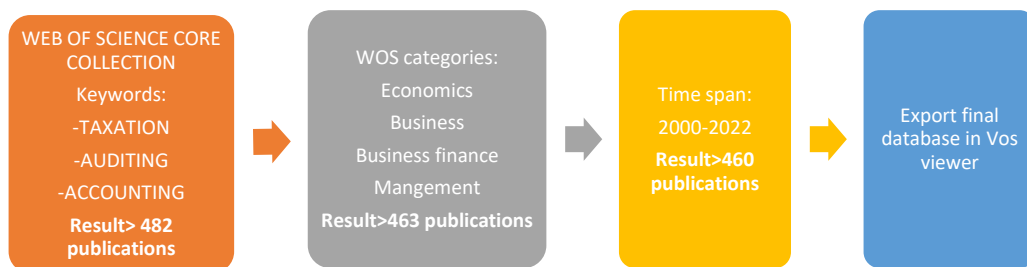 WEB OF SCIENCE CORE
COLLECTION
Keywords:
-TAXATION
-AUDITING
-ACCOUNTING
Result> 482
publications
WOS categories:
Economics
Business
Business finance
Mangement
Result>463 publications
Time span:
2000-2022
Result>460
publications
Export final
database in Vos
viewer